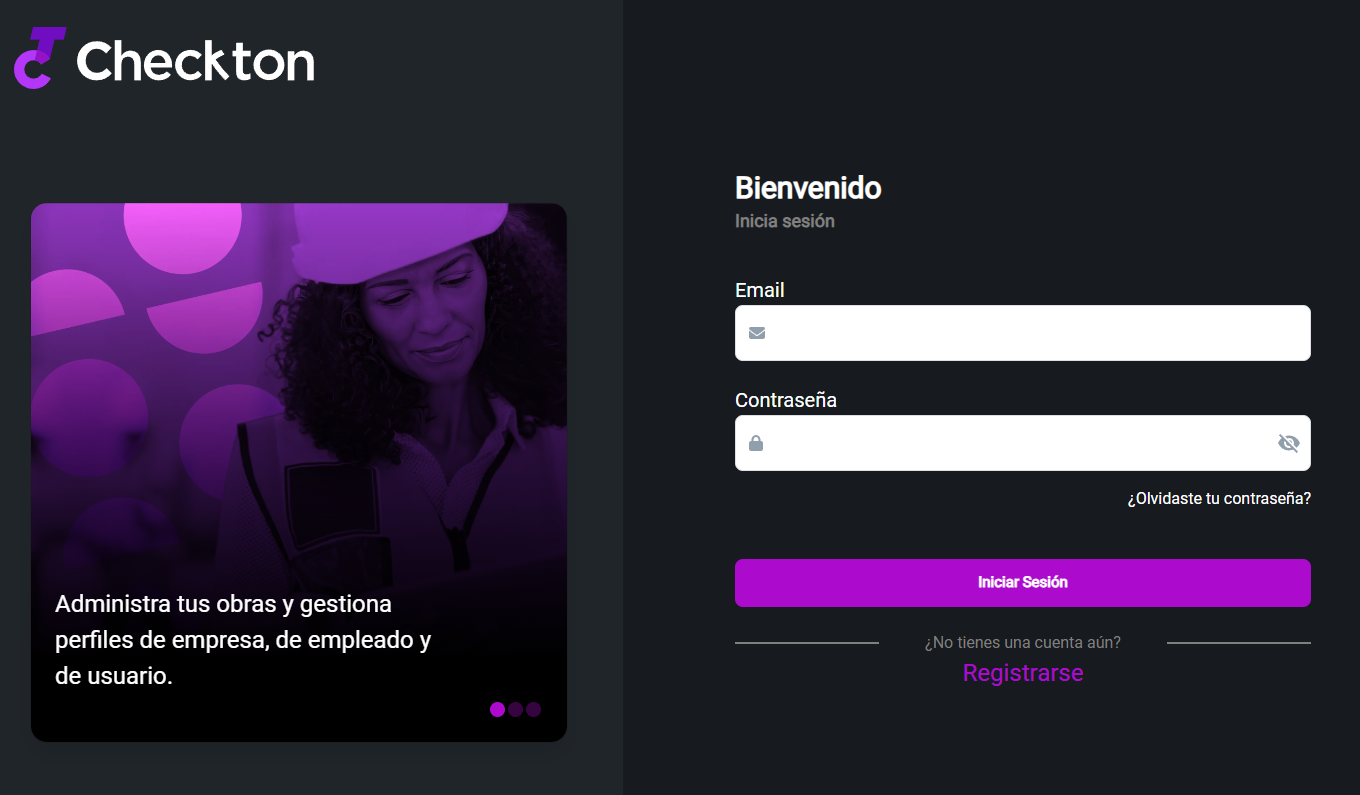 Checkton
Administra tus obras y gestiona
perfiles de empresa, de empleado y
de usuario.
Bienvenido
Inicia sesión
Email
Contraseña
¿Olvidaste tu contraseña?
Iniciar Sesión
¿No tienes una cuenta aún?
Registrarse